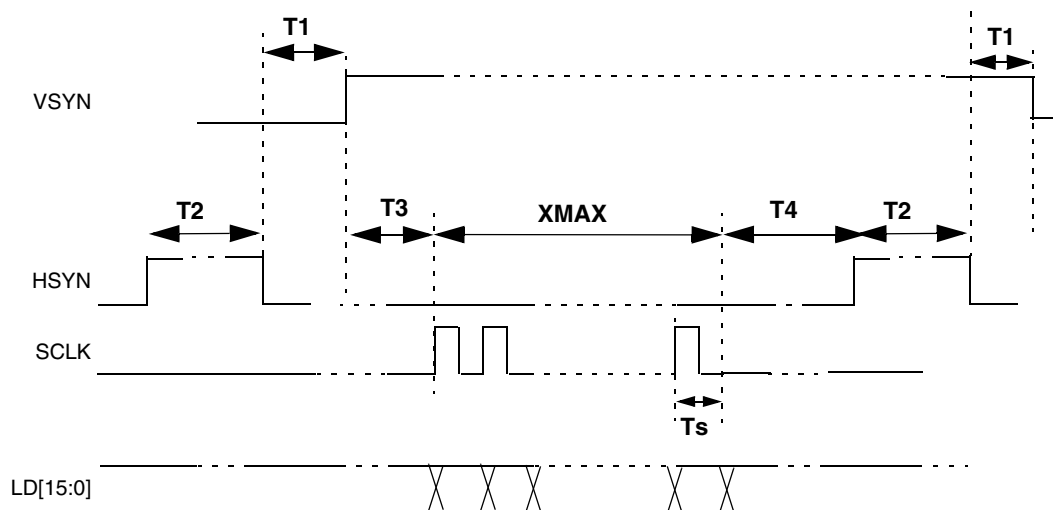 T1
T1
VSYN
T2
T3
XMAX
T4
T2
HSYN
SCLK
Ts
LD[15:0]